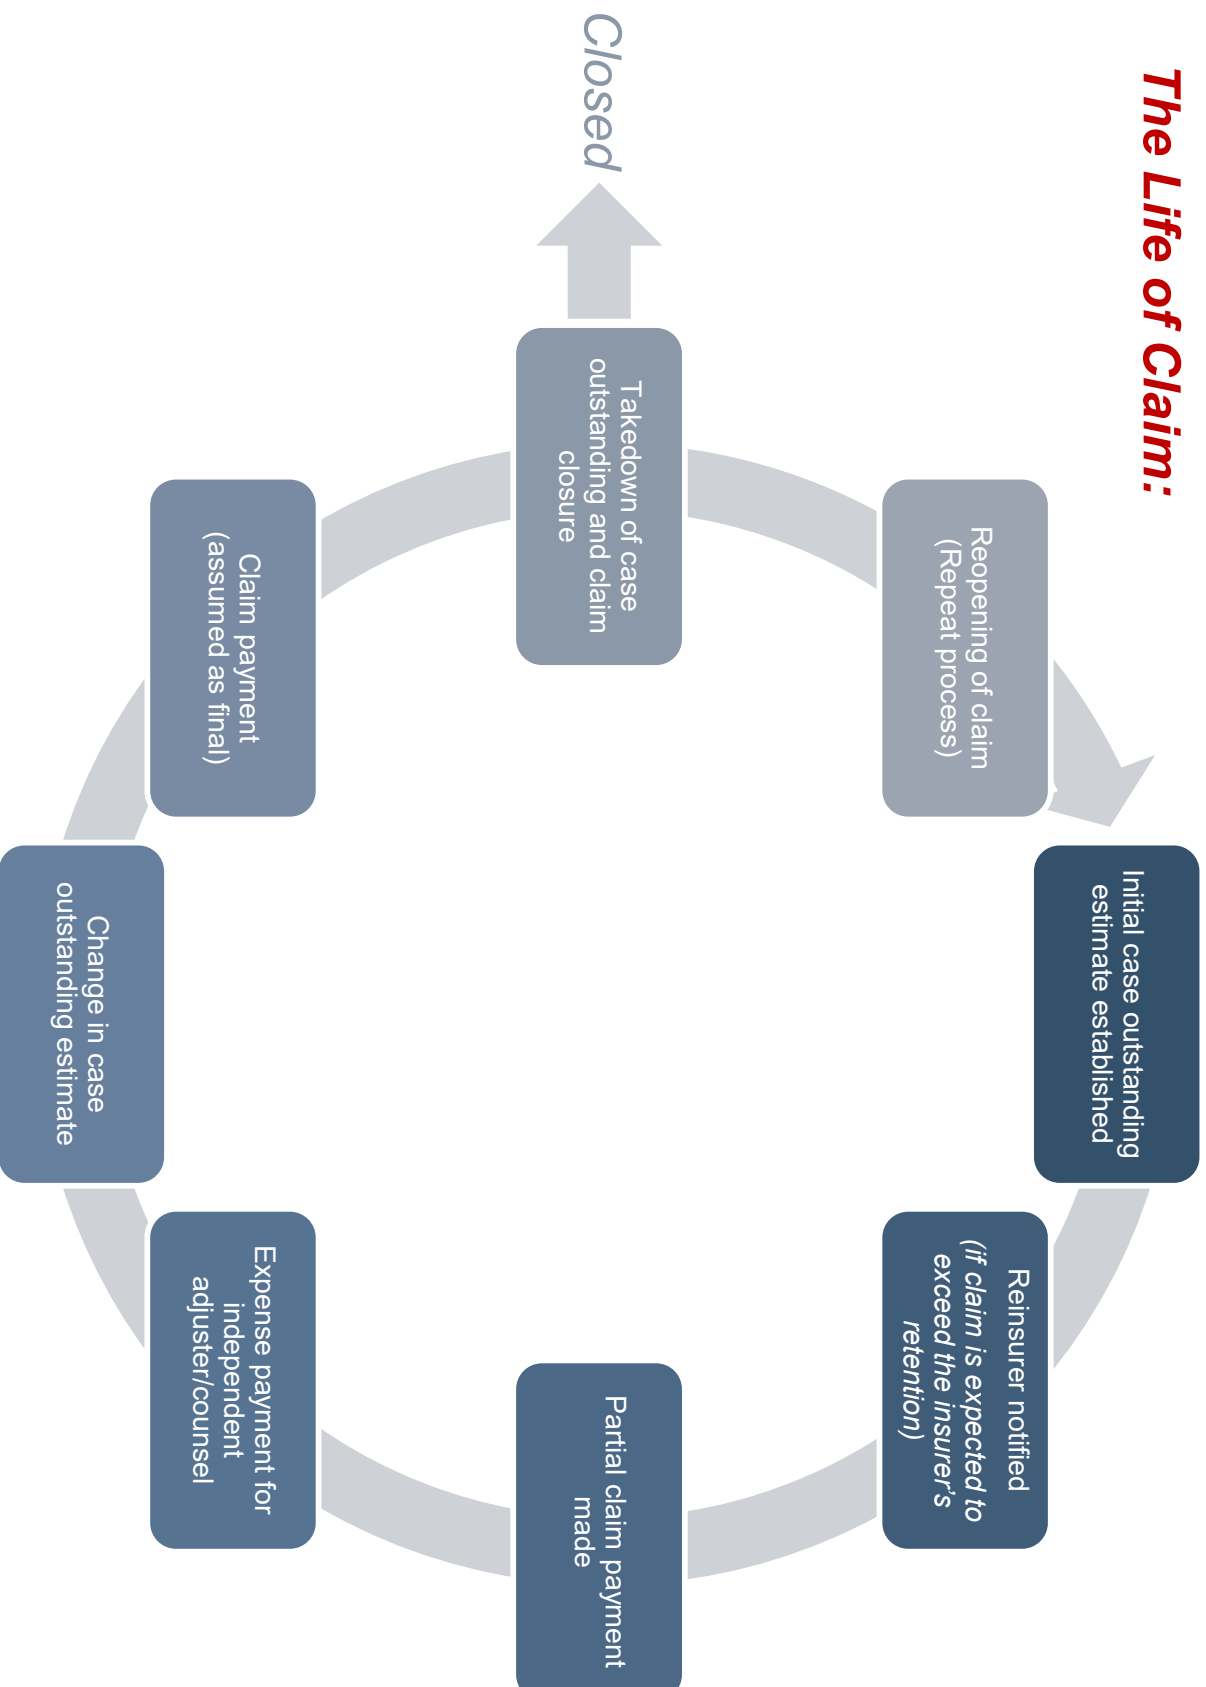 The Life of Claim:
Initial case outstanding
estimate established
Reinsurer notified
(if claim is expected to
exceed the insurer's
retention)
Partial claim payment
made
Expense payment for
independent
adjuster/counsel
Change in case
outstanding estimate
Claim payment
(assumed as final)
Takedown of case
outstanding and claim
closure
Closed
Reopening of claim
(Repeat process)